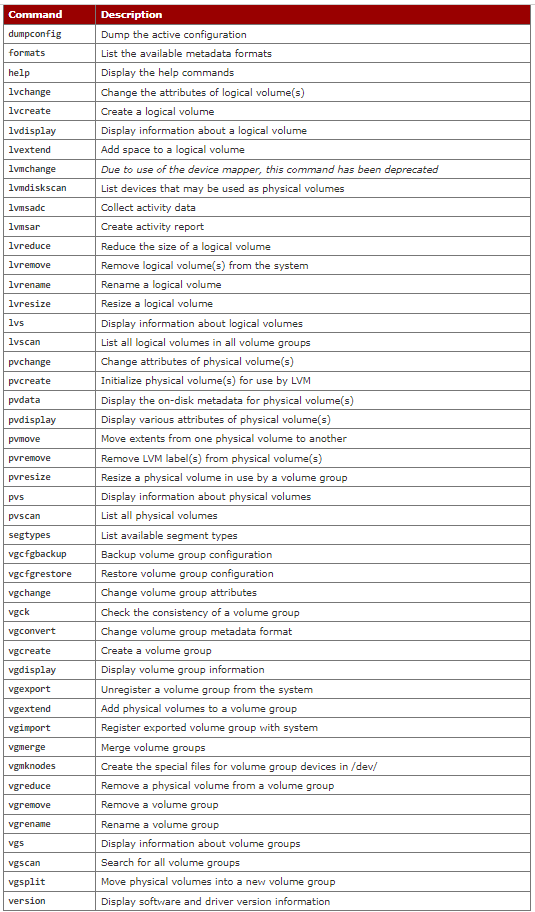 Command Description
dumpconfig Dump the active configuration
formats List the available metadata formats
help Display the help commands
lvchange Change the attributes of logical volume(s)
lvcreate Create a logical volume
lvdisplay Display information about a logical volume
lvextend Add space to a logical volume
lvmchange Due to use of the device mapper, this command has been deprecated
lvmdiskscan List devices that may be used as physical volumes
lvmsadc Collect activity data
lvmsar Create activity report
lvreduce Reduce the size of a logical volume
lvremove Remove logical volume(s) from the system
lvrename Rename a logical volume
lvresize Resize a logical volume
lvs Display information about logical volumes
lvscan List all logical volumes in all volume groups
pvchange Change attributes of physical volume(s)
pvcreate Initialize physical volume(s) for use by LVM
pvdata Display the on-disk metadata for physical volume(s)
pvdisplay Display various attributes of physical volume(s)
pvmove Move extents from one physical volume to another
pvremove Remove LVM label(s) from physical volume(s)
pvresize Resize a physical volume in use by a volume group
pvs Display information about physical volumes
pvscan List all physical volumes
segtypes List available segment types
vgcfgbackup Backup volume group configuration
vgcfgrestore Restore volume group configuration
vgchange Change volume group attributes
vgck Check the consistency of a volume group
vgconvert Change volume group metadata format
vgcreate Create a volume group
vgdisplay Display volume group information
vgexport Unregister a volume group from the system
vgextend Add physical volumes to a volume group
vgimport Register exported volume group with system
vgmerge Merge volume groups
vgmknodes Create the special files for volume group devices in /dev/
vgreduce Remove a physical volume from a volume group
vgremove Remove a volume group
vgrename Rename a volume group
vgs Display information about volume groups
vgscan Search for all volume groups
vgsplit Move physical volumes into a new volume group
version Display software and driver version information